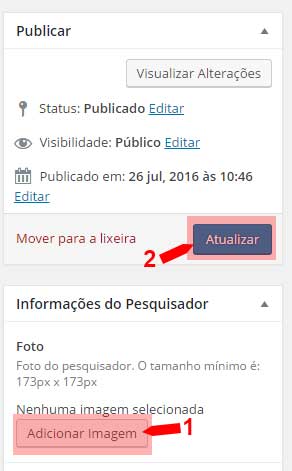 Publicar
Visualizar Alterações
Status: Publicado Editar
Visibilidade: Público Editar
Publicado em: 26 jul, 2016 às 10:46
Editar
Mover para a lixeira
Atualizar
2
Informações do Pesquisador
Foto
Foto do pesquisador. O tamanho mínimo é:
173px x 173px
Nenhuma imagem selecionada
Adicionar Imagem
1